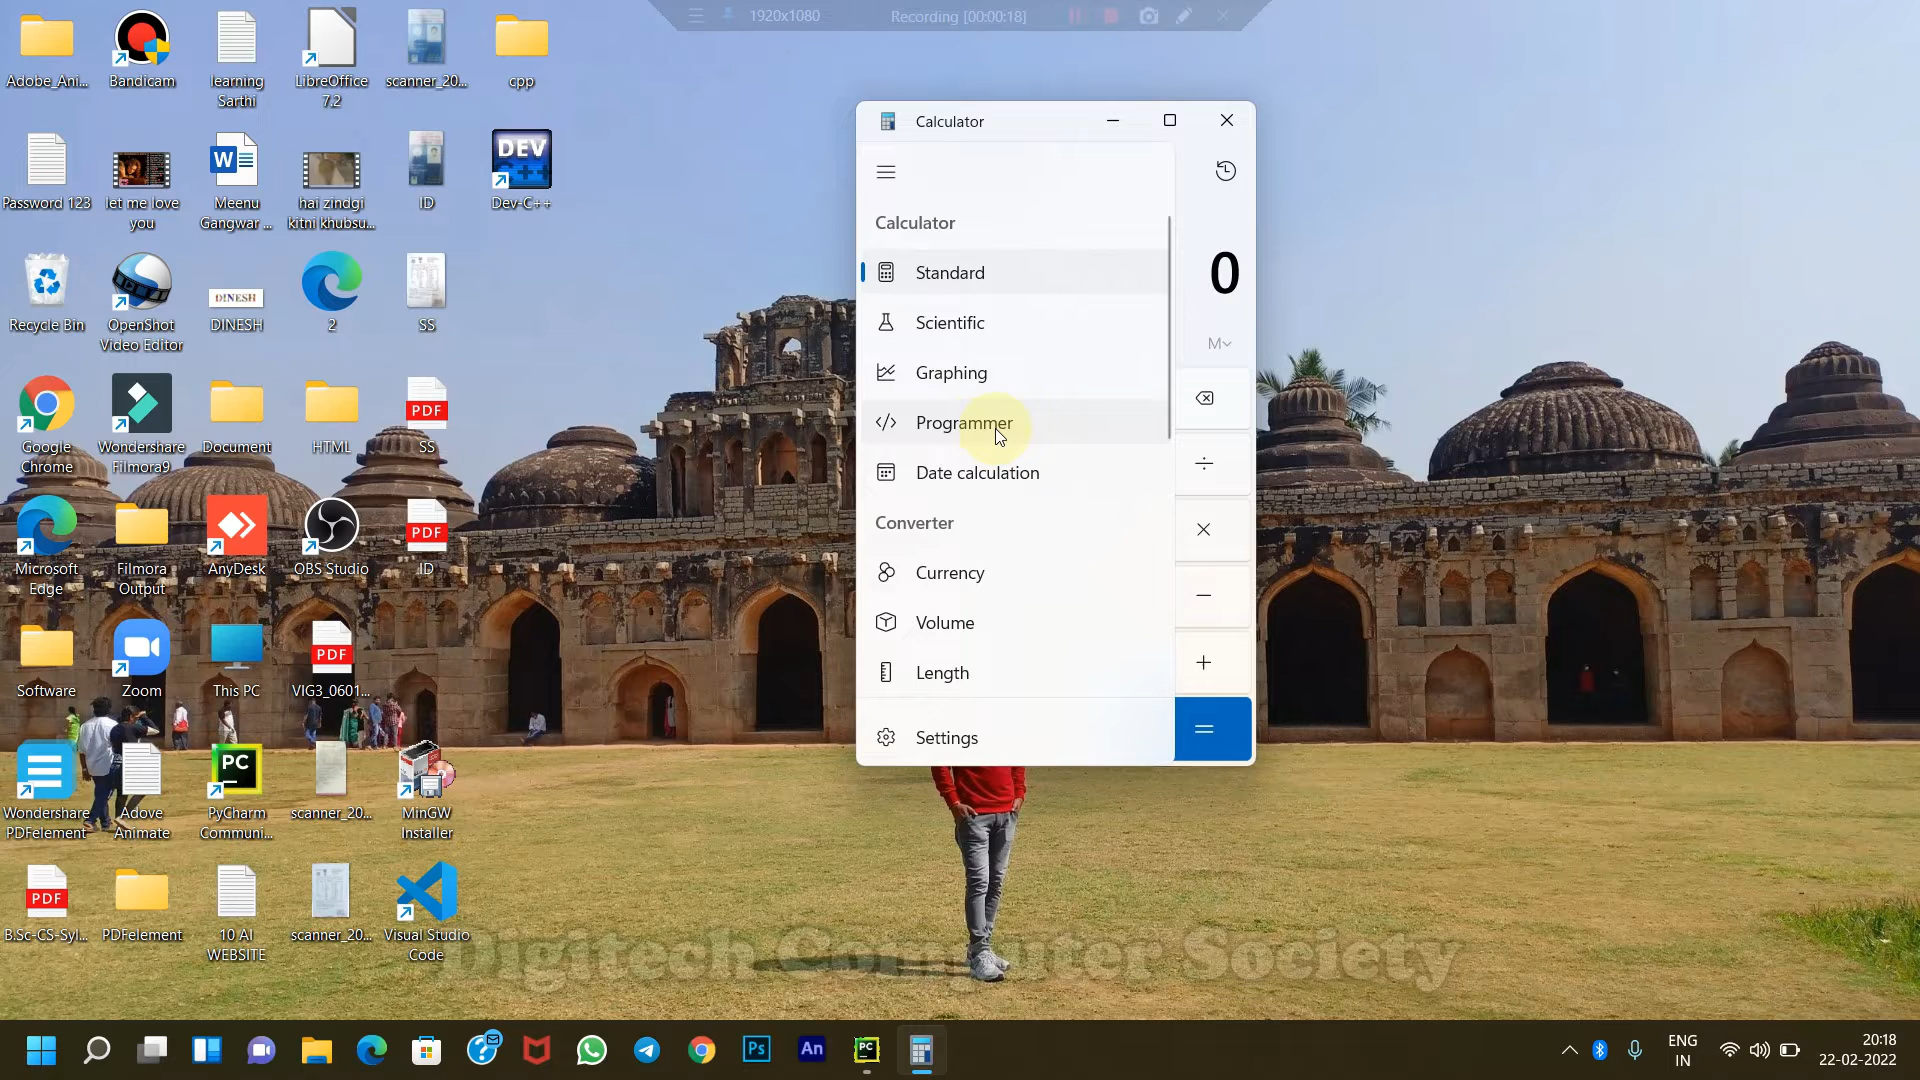 1920x1080
Recording [00:00:18]
Adobe_Ani...
Bandicam
learning
Sarthi
LibreOffice
7.2
scanner_20...
cpp
Password 123
let me love
you
Meenu
Gangwar ...
hai zindgi
kitni khubsu...
ID
DEV
C++
Dev-C++
Recycle Bin
OpenShot
Video Editor
DINESH
DINESH
2
SS
Google
Chrome
Wondershare
Filmora9
Document
HTML
PDF
SS
Microsoft
Edge
Filmora
Output
AnyDesk
OBS Studio
PDF
ID
Software
Zoom
This PC
PDF
VIG3_0601...
Wondershare
PDFelement
Adove
Animate
PC
PyCharm
Communi...
scanner_20...
MinGW
Installer
PDF
B.Sc-CS-Syl...
PDFelement
10 AI
WEBSITE
scanner_20...
Visual Studio
Code
Calculator
Calculator
Standard
Scientific
Graphing
Programmer
Date calculation
Converter
Currency
Volume
Length
Settings
0
M
÷
×
−
+
=
Digitech Computer Society
Ps
An
PC
ENG
IN
20:18
22-02-2022